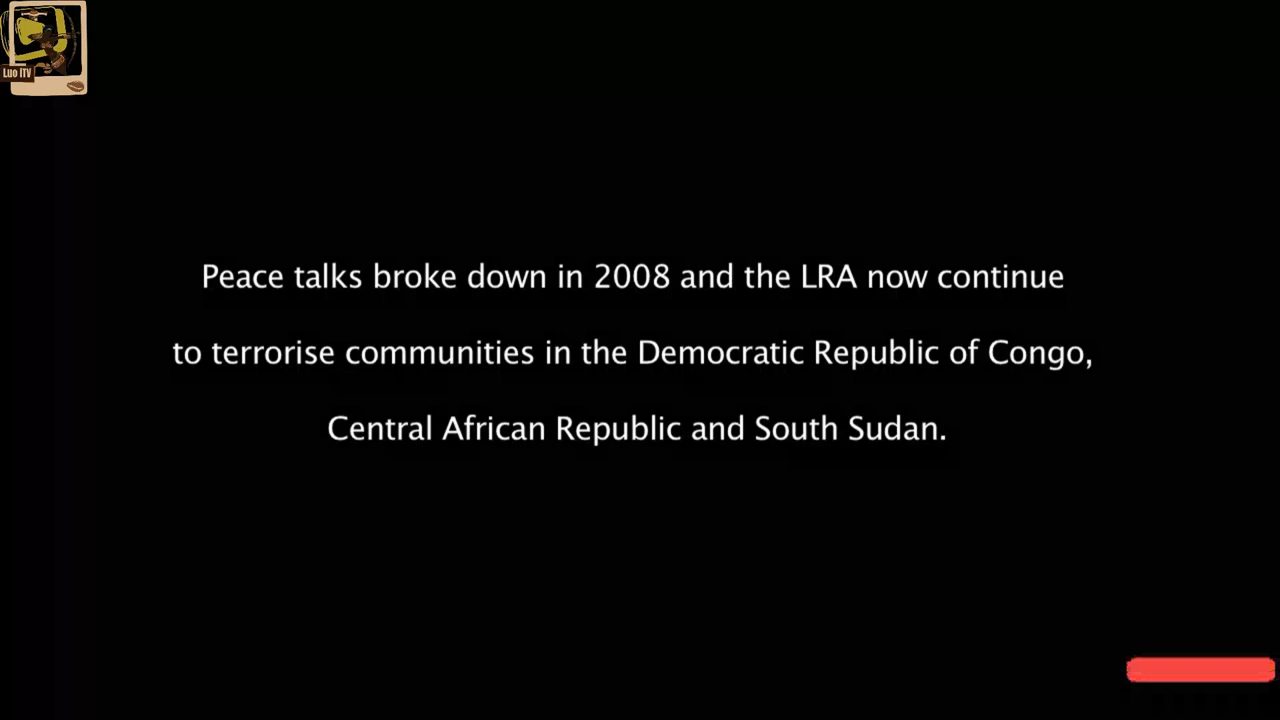 Luo ITV
Peace talks broke down in 2008 and the LRA now continue
to terrorise communities in the Democratic Republic of Congo,
Central African Republic and South Sudan.